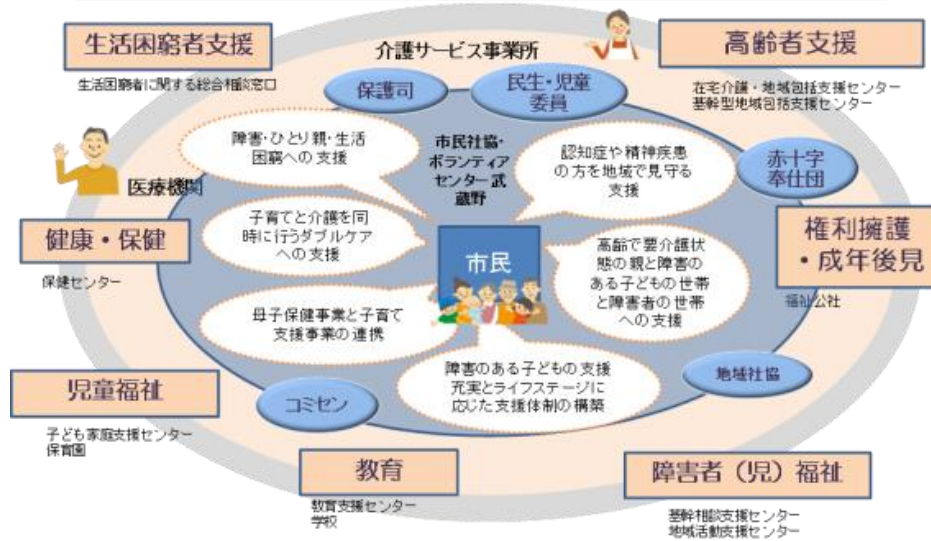 生活困窮者支援
生活困窮者に関する総合相談窓口
介護サービス事業所
高齢者支援
在宅介護・地域包括支援センター
基幹型地域包括支援センター
保護司
民生・児童
委員
障害・ひとり親・生活
困窮への支援
市民社協・
ボランティア
センター武
蔵野
認知症や精神疾患
の方を地域で見守る
支援
赤十字
奉仕団
医療機関
健康・保健
保健センター
子育てと介護を同
時に行うダブルケア
への支援
市民
高齢で要介護状
態の親と障害の
ある子どもの世帯
と障害者の世帯
への支援
権利擁護
・成年後見
福祉公社
母子保健事業と子育て
支援事業の連携
障害のある子どもの支援
充実とライフステージに
応じた支援体制の構築
地域社協
児童福祉
子ども家庭支援センター
保育園
コミセン
教育
教育支援センター
学校
障害者（児）福祉
基幹相談支援センター
地域活動支援センター